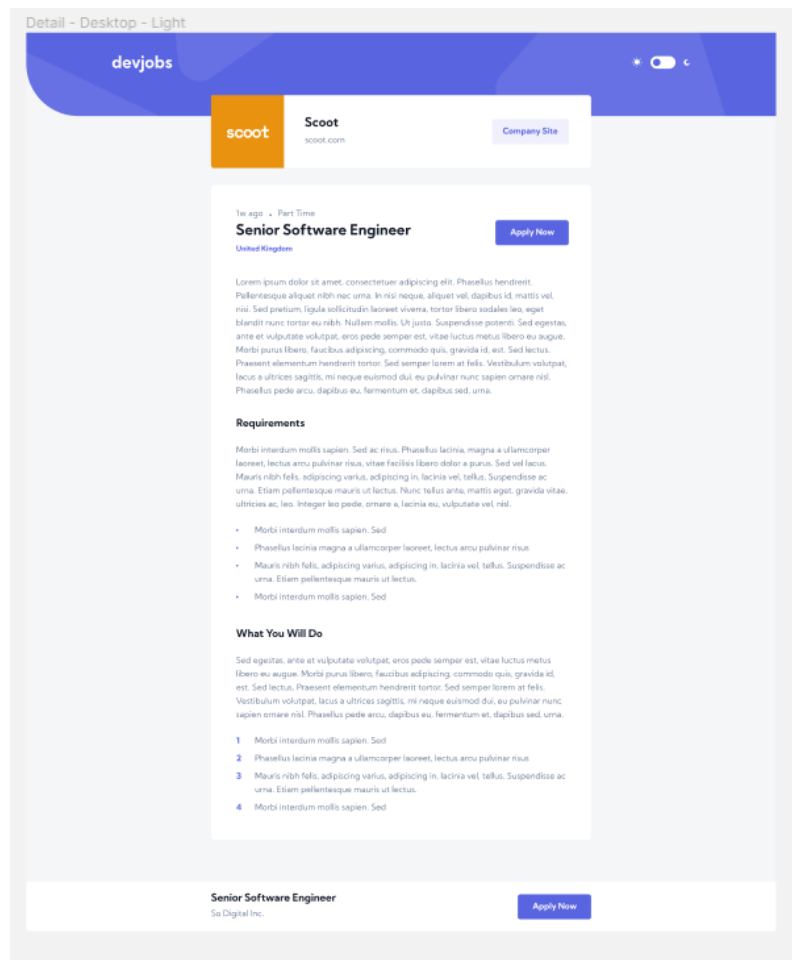 Detail - Desktop - Light
devjobs
scoot
Scoot
scoot.com
Company Site
1w ago . Part Time
Senior Software Engineer
Apply Now
United Kingdom
Lorem ipsum dolor sit amet, consectetuer adipiscing elit. Phasellus hendrerit.
Pellentesque aliquet nibh nec urna. In nisi neque, aliquet vel, dapibus id, mattis vel,
nisi. Sed pretium, ligula sollicitudin laoreet viverra, tortor libero sodales leo, eget
blandit nunc tortor eu nibh. Nullam mollis. Ut justo. Suspendisse potenti. Sed egestas,
ante et vulputate volutpat, eros pede semper est, vitae luctus metus libero eu augue.
Morbi purus libero, faucibus adipiscing, commodo quis, gravida id, est. Sed lectus.
Praesent elementum hendrerit tortor. Sed semper lorem at felis. Vestibulum volutpat,
lacus a ultrices sagittis, mi neque euismod dui, eu pulvinar nunc sapien ornare nisl.
Phasellus pede arcu, dapibus eu, fermentum et, dapibus sed, urna.
Requirements
Morbi interdum mollis sapien. Sed ac risus. Phasellus lacinia, magna a ullamcorper
laoreet, lectus arcu pulvinar risus, vitae facilisis libero dolor a purus. Sed vel lacus.
Mauris nibh felis, adipiscing varius, adipiscing in, lacinia vel, tellus. Suspendisse ac
urna. Etiam pellentesque mauris ut lectus. Nunc tellus ante, mattis eget, gravida vitae,
ultricies ac, leo. Integer leo pede, ornare a, lacinia eu, vulputate vel, nisl.
• Morbi interdum mollis sapien. Sed
• Phasellus lacinia magna a ullamcorper laoreet, lectus arcu pulvinar risus
• Mauris nibh felis, adipiscing varius, adipiscing in, lacinia vel, tellus. Suspendisse ac
urna. Etiam pellentesque mauris ut lectus.
• Morbi interdum mollis sapien. Sed
What You Will Do
Sed egestas, ante et vulputate volutpat, eros pede semper est, vitae luctus metus
libero eu augue. Morbi purus libero, faucibus adipiscing, commodo quis, gravida id,
est. Sed lectus. Praesent elementum hendrerit tortor. Sed semper lorem at felis.
Vestibulum volutpat, lacus a ultrices sagittis, mi neque euismod dui, eu pulvinar nunc
sapien ornare nisl. Phasellus pede arcu, dapibus eu, fermentum et, dapibus sed, urna.
1 Morbi interdum mollis sapien. Sed
2 Phasellus lacinia magna a ullamcorper laoreet, lectus arcu pulvinar risus
3 Mauris nibh felis, adipiscing varius, adipiscing in, lacinia vel, tellus. Suspendisse ac
urna. Etiam pellentesque mauris ut lectus.
4 Morbi interdum mollis sapien. Sed
Senior Software Engineer
So Digital Inc.
Apply Now